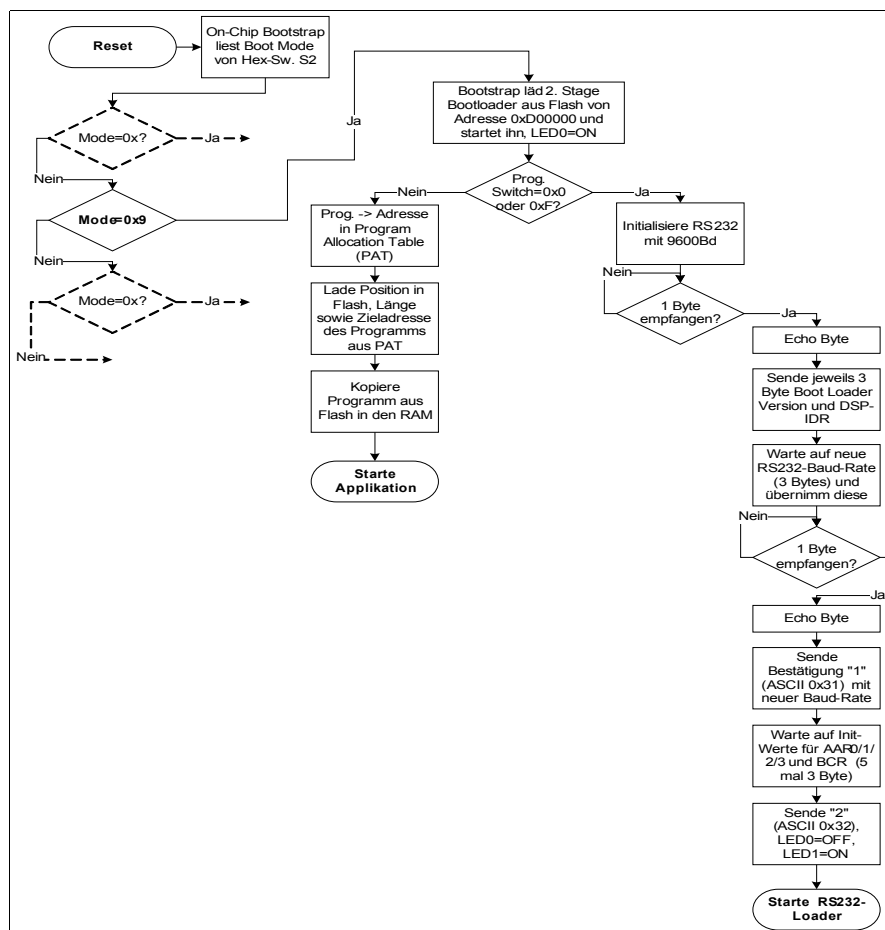 Reset
On-Chip Bootstrap
liest Boot Mode
von Hex-Sw. S2
Mode=0x?
Ja
Nein
Mode=0x9
Ja
Nein
Mode=0x?
Ja
Nein
Bootstrap läd 2. Stage
Bootloader aus Flash von
Adresse 0xD00000 und
startet ihn, LED0=ON
Prog.
Switch=0x0
oder 0xF?
Nein
Ja
Prog. -> Adresse
in Program
Allocation Table
(PAT)
Lade Position in
Flash, Länge
sowie Zieladresse
des Programms
aus PAT
Kopiere
Programm aus
Flash in den RAM
Starte
Applikation
Initialisiere RS232
mit 9600Bd
Nein
1 Byte
empfangen?
Ja
Echo Byte
Sende jeweils 3
Byte Boot Loader
Version und DSP-
IDR
Warte auf neue
RS232-Baud-Rate
(3 Bytes) und
übernimm diese
Nein
1 Byte
empfangen?
Ja
Echo Byte
Sende
Bestätigung "1"
(ASCII 0x31) mit
neuer Baud-Rate
Warte auf Init-
Werte für AAR0/1/
2/3 und BCR (5
mal 3 Byte)
Sende "2"
(ASCII 0x32),
LED0=OFF,
LED1=ON
Starte RS232-
Loader